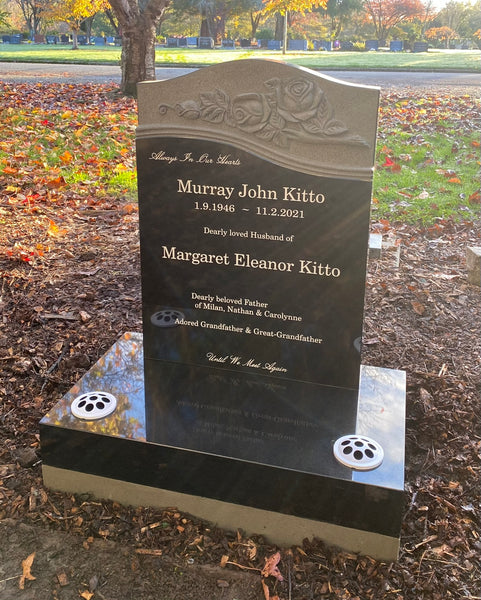 Always In Our Hearts
Murray John Kitto
1.9.1946 ~ 11.2.2021
Dearly loved Husband of
Margaret Eleanor Kitto
Dearly beloved Father
of Milan, Nathan & Carolynne
Adored Grandfather & Great-Grandfather
Until We Meet Again